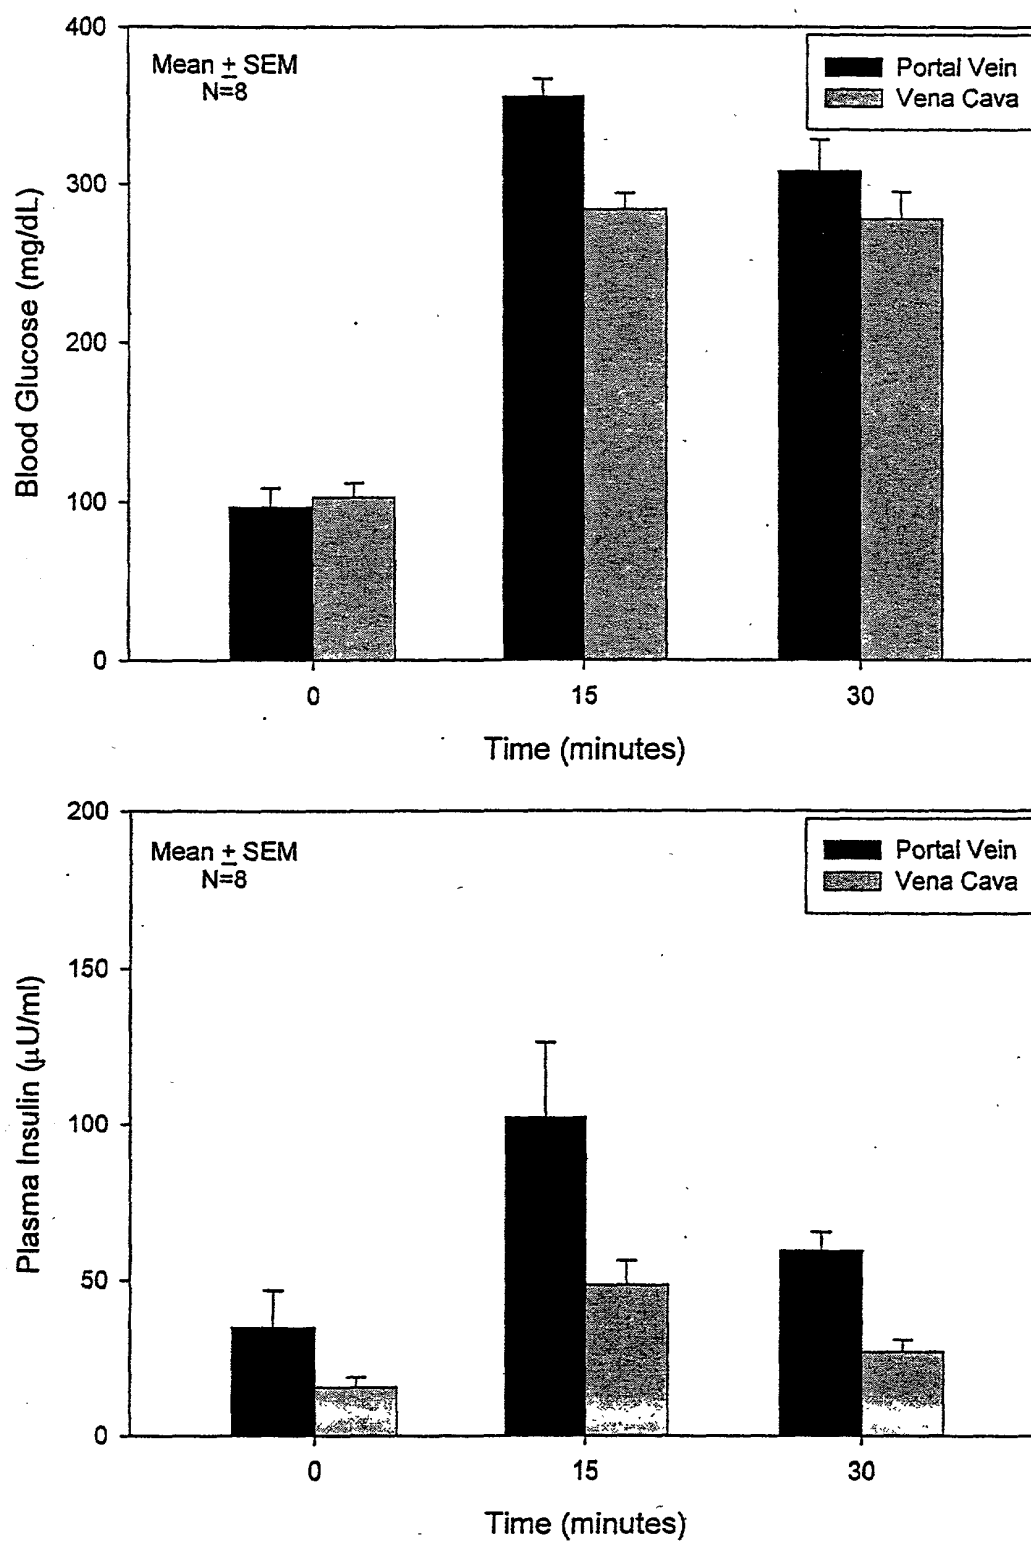 400
Mean ± SEM
N=8
Portal Vein
Vena Cava
300
200
100
0
Blood Glucose (mg/dL)
0 15 30
Time (minutes)
200
Mean ± SEM
N=8
Portal Vein
Vena Cava
150
100
50
0
Plasma Insulin (μU/ml)
0 15 30
Time (minutes)